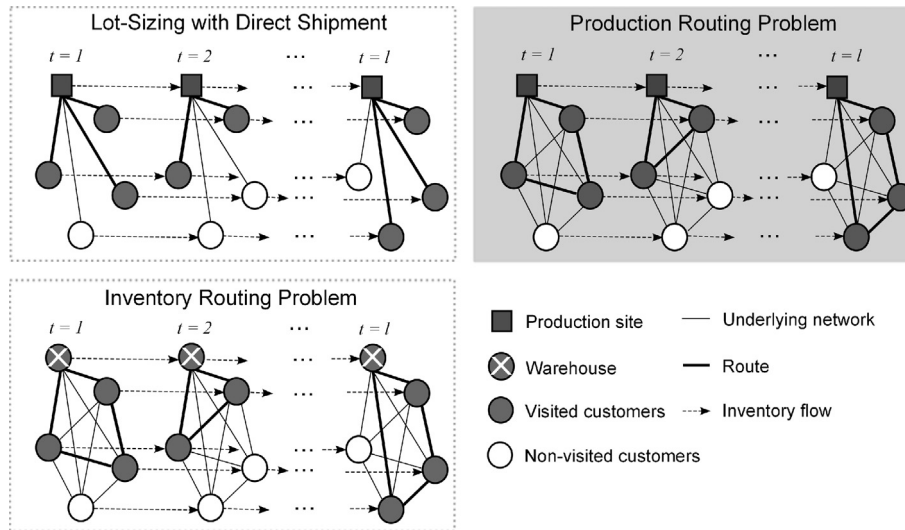 Lot-Sizing with Direct Shipment
t = 1
t = 2
...
t = l
...
...
...
Production Routing Problem
t = 1
t = 2
...
t = l
...
...
...
Inventory Routing Problem
t = 1
t = 2
...
t = l
...
...
...
Production site
Underlying network
Warehouse
Route
Visited customers
Inventory flow
Non-visited customers